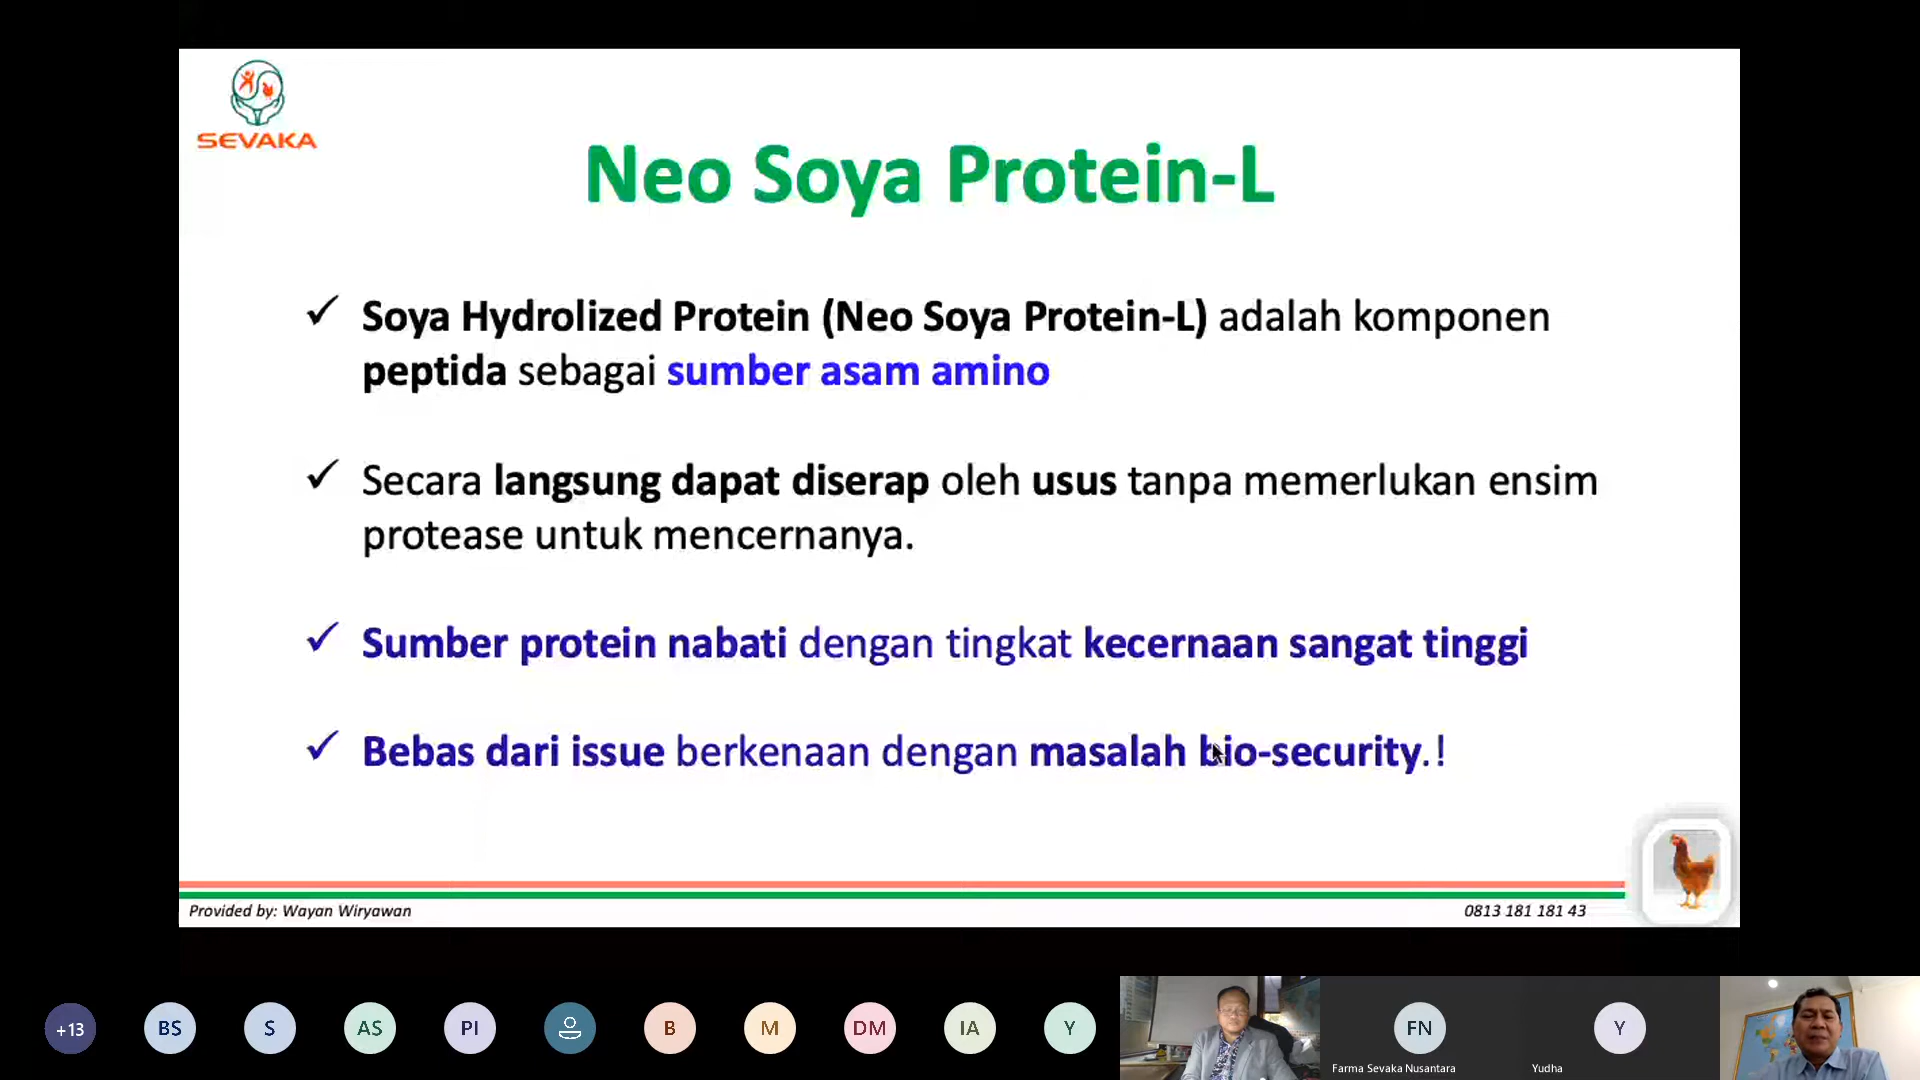 SEVAKA
Neo Soya Protein-L
✓ Soya Hydrolized Protein (Neo Soya Protein-L) adalah komponen
peptida sebagai sumber asam amino
✓ Secara langsung dapat diserap oleh usus tanpa memerlukan ensim
protease untuk mencernanya.
✓ Sumber protein nabati dengan tingkat kecernaan sangat tinggi
✓ Bebas dari issue berkenaan dengan masalah bio-security.!
Provided by: Wayan Wiryawan
0813 181 181 43
+13
BS
S
AS
PI
B
M
DM
IA
Y
FN
Farma Sevaka Nusantara
Y
Yudha